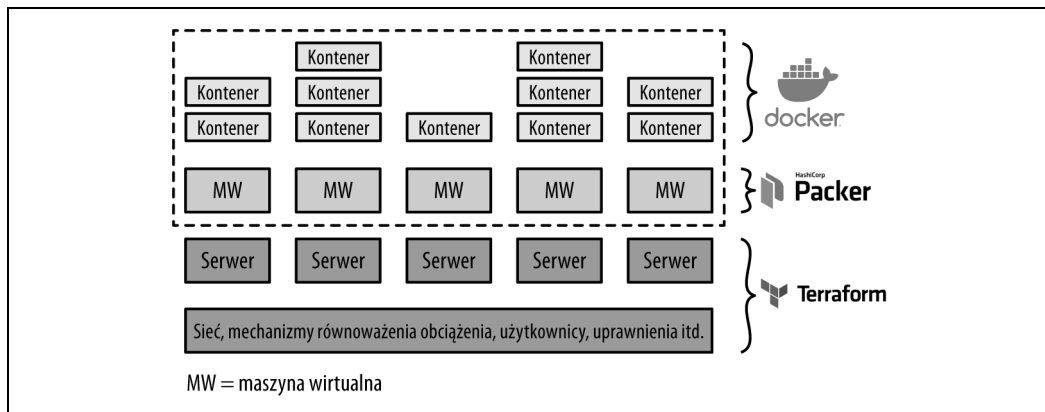 Kontener Kontener
Kontener Kontener Kontener Kontener
Kontener Kontener Kontener Kontener Kontener
docker
MW MW MW MW MW
HashiCorp
Packer
Serwer Serwer Serwer Serwer Serwer
Terraform
Sieć, mechanizmy równoważenia obciążenia, użytkownicy, uprawnienia itd.
MW = maszyna wirtualna